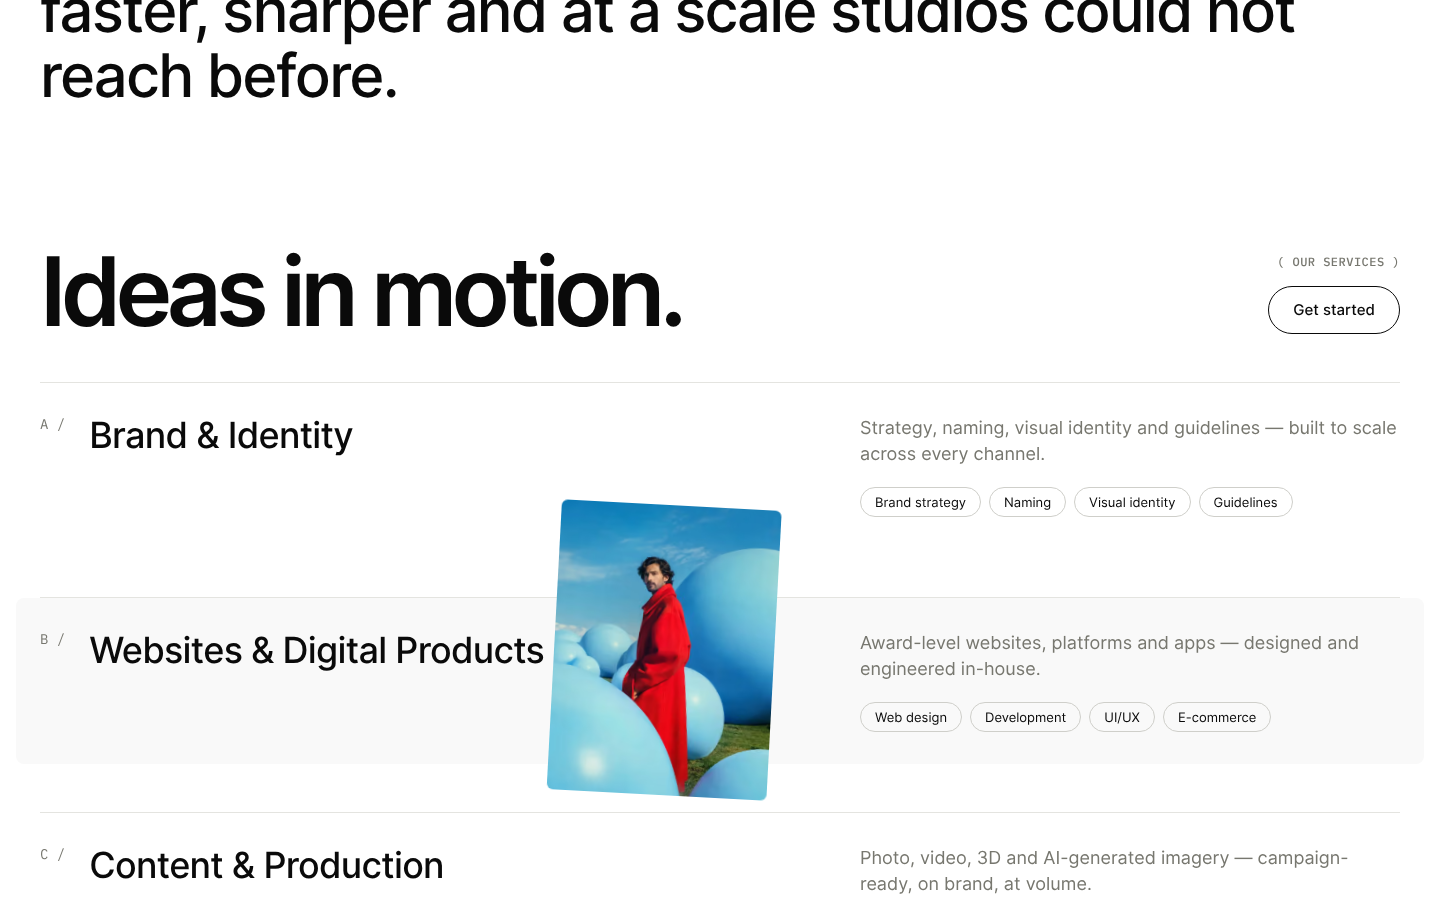 faster, sharper and at a scale studios could not
reach before.
Ideas in motion.
( OUR SERVICES )
Get started
A /
Brand & Identity
Strategy, naming, visual identity and guidelines — built to scale
across every channel.
Brand strategy
Naming
Visual identity
Guidelines
B /
Websites & Digital Products
Award-level websites, platforms and apps — designed and
engineered in-house.
Web design
Development
UI/UX
E-commerce
C /
Content & Production
Photo, video, 3D and AI-generated imagery — campaign-
ready, on brand, at volume.